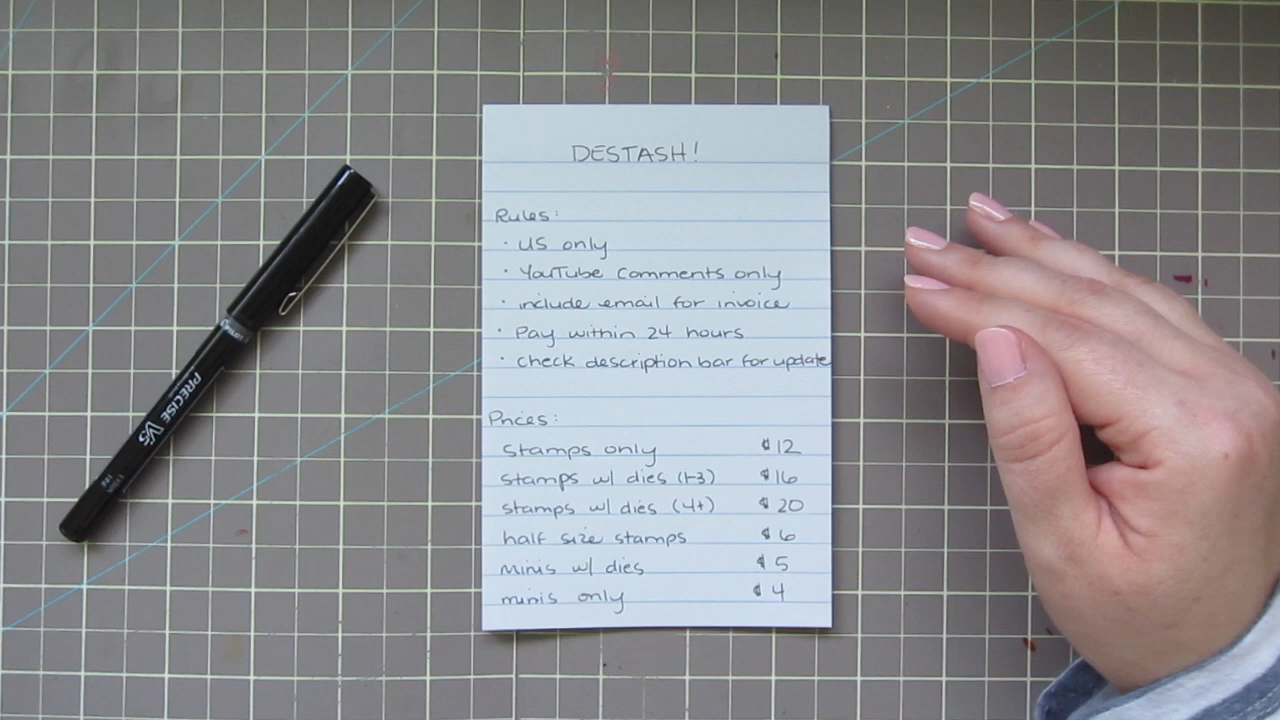 DESTASH!
Rules:
· US only
· YouTube comments only
· include email for invoice
· Pay within 24 hours
· check description bar for update
Prices:
stamps only $12
stamps w/ dies (1-3) $16
stamps w/ dies (4+) $20
half size stamps $6
minis w/ dies $5
minis only $4
PRECISE V5